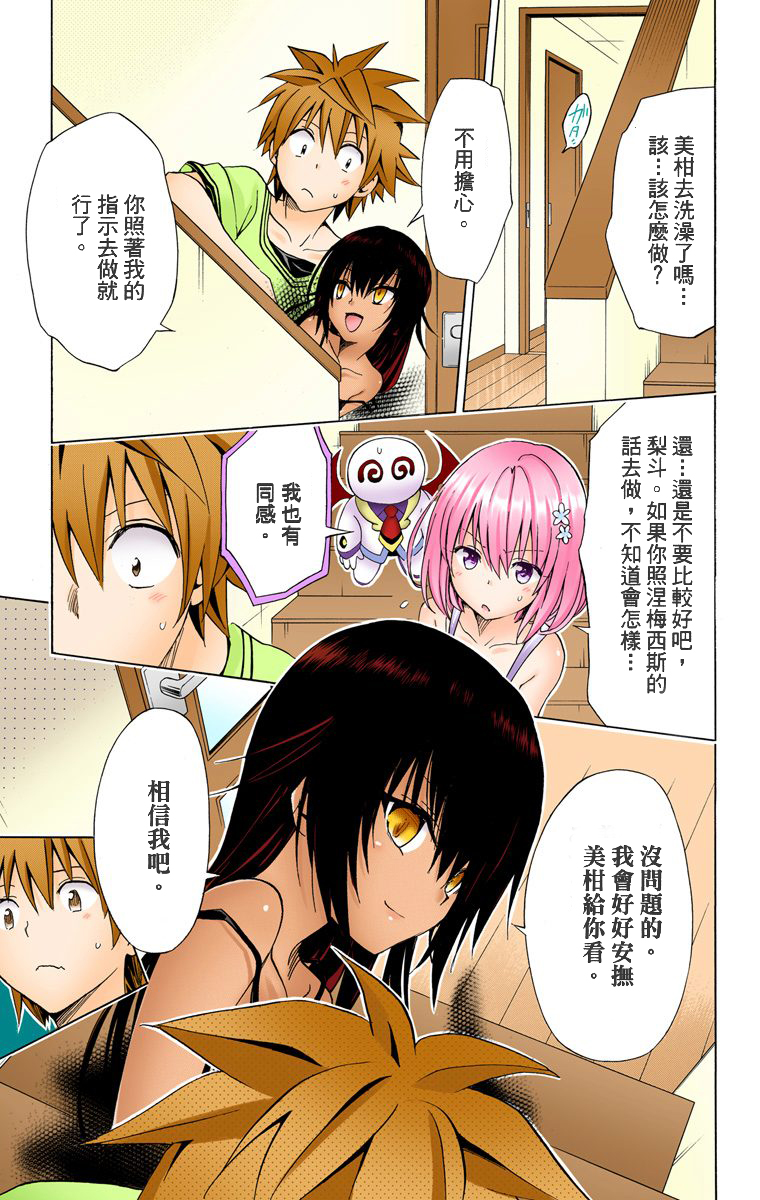 美柑去洗澡了嗎…
該…該怎麼做？
ガタ…
不用擔心。
你照著我的
指示去做就
行了。
還…還是不要比較好吧，
梨斗。如果你照涅梅西斯的
話去做，不知道會怎樣…
我也有
同感。
沒問題的。
我會好好安撫
美柑給你看。
相信我吧。